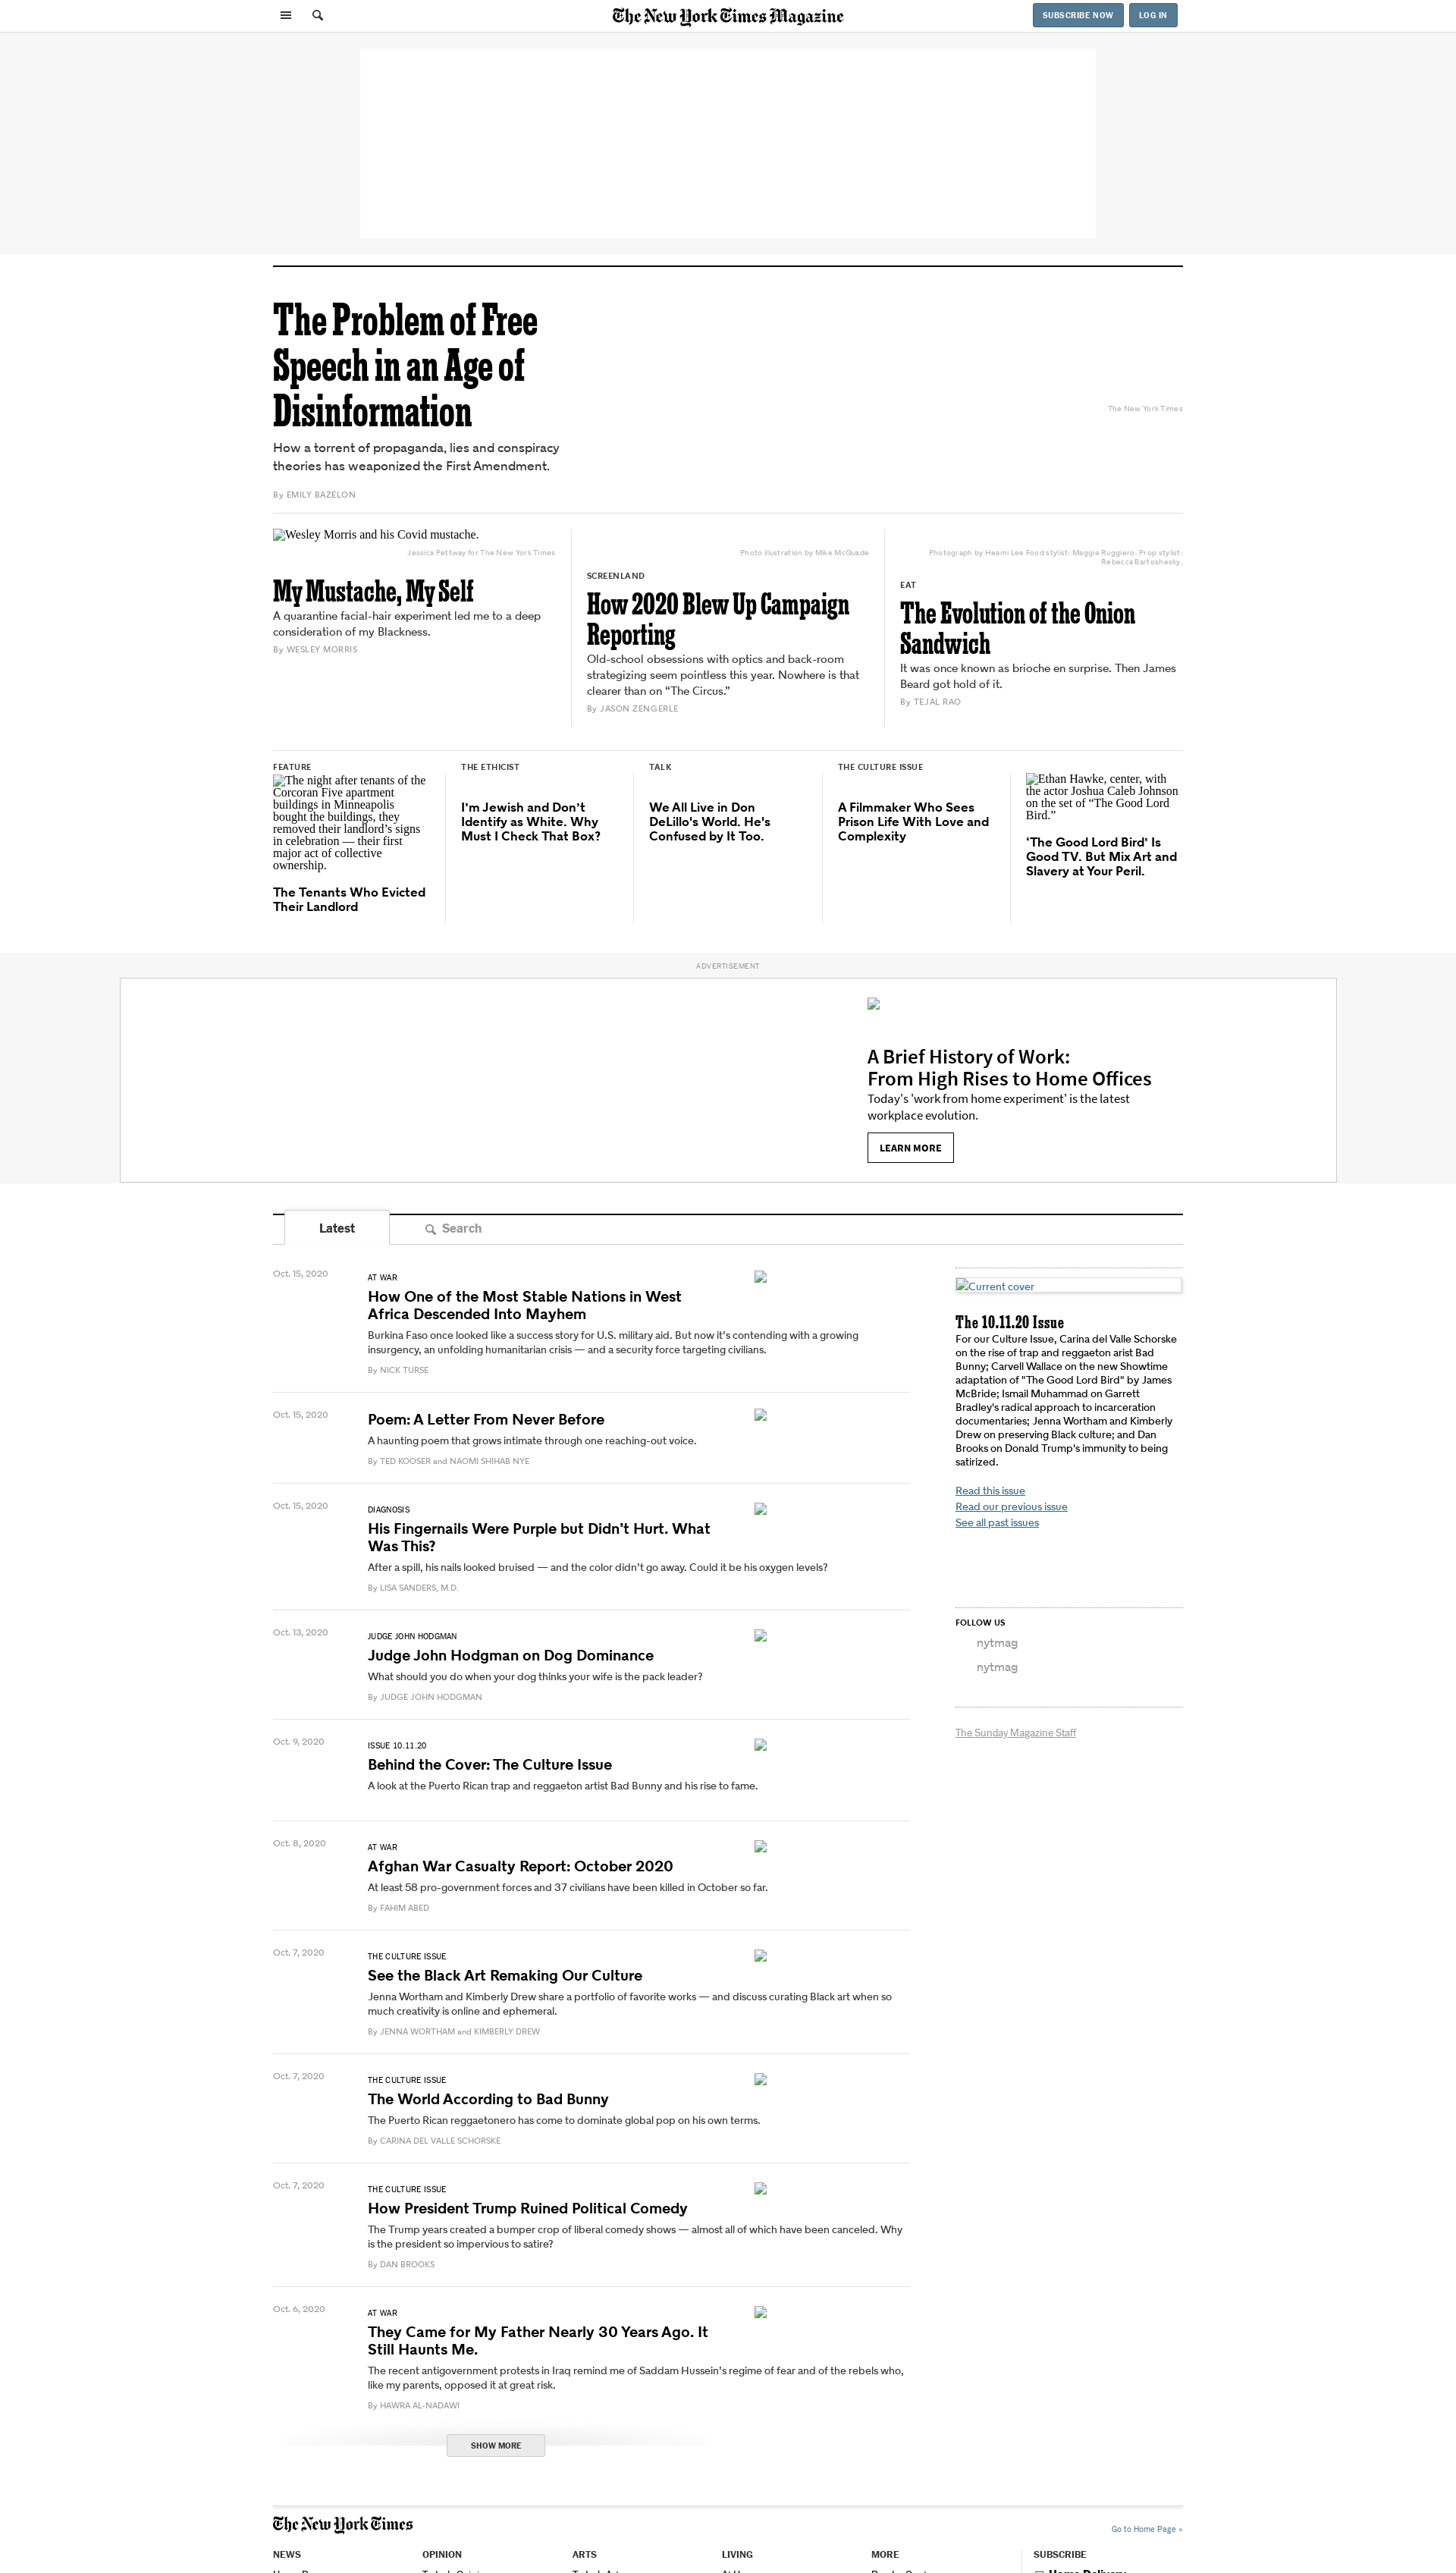 The New York Times Magazine
SUBSCRIBE NOW
LOG IN
The Problem of Free
Speech in an Age of
Disinformation
How a torrent of propaganda, lies and conspiracy
theories has weaponized the First Amendment.
By EMILY BAZELON
The New York Times
Wesley Morris and his Covid mustache.
Jessica Pettway for The New York Times
My Mustache, My Self
A quarantine facial-hair experiment led me to a deep
consideration of my Blackness.
By WESLEY MORRIS
Photo illustration by Mike McQuade
SCREENLAND
How 2020 Blew Up Campaign
Reporting
Old-school obsessions with optics and back-room
strategizing seem pointless this year. Nowhere is that
clearer than on “The Circus.”
By JASON ZENGERLE
Photograph by Heami Lee Food stylist: Maggie Ruggiero. Prop stylist:
Rebecca Bartoshesky.
EAT
The Evolution of the Onion
Sandwich
It was once known as brioche en surprise. Then James
Beard got hold of it.
By TEJAL RAO
FEATURE
The night after tenants of the
Corcoran Five apartment
buildings in Minneapolis
bought the buildings, they
removed their landlord’s signs
in celebration — their first
major act of collective
ownership.
The Tenants Who Evicted
Their Landlord
THE ETHICIST
I’m Jewish and Don’t
Identify as White. Why
Must I Check That Box?
TALK
We All Live in Don
DeLillo's World. He's
Confused by It Too.
THE CULTURE ISSUE
A Filmmaker Who Sees
Prison Life With Love and
Complexity
Ethan Hawke, center, with
the actor Joshua Caleb Johnson
on the set of “The Good Lord
Bird.”
‘The Good Lord Bird’ Is
Good TV. But Mix Art and
Slavery at Your Peril.
ADVERTISEMENT
A Brief History of Work:
From High Rises to Home Offices
Today's 'work from home experiment' is the latest
workplace evolution.
LEARN MORE
Latest
Search
Oct. 15, 2020
AT WAR
How One of the Most Stable Nations in West
Africa Descended Into Mayhem
Burkina Faso once looked like a success story for U.S. military aid. But now it’s contending with a growing
insurgency, an unfolding humanitarian crisis — and a security force targeting civilians.
By NICK TURSE
Oct. 15, 2020
Poem: A Letter From Never Before
A haunting poem that grows intimate through one reaching-out voice.
By TED KOOSER and NAOMI SHIHAB NYE
Oct. 15, 2020
DIAGNOSIS
His Fingernails Were Purple but Didn’t Hurt. What
Was This?
After a spill, his nails looked bruised — and the color didn’t go away. Could it be his oxygen levels?
By LISA SANDERS, M.D.
Oct. 13, 2020
JUDGE JOHN HODGMAN
Judge John Hodgman on Dog Dominance
What should you do when your dog thinks your wife is the pack leader?
By JUDGE JOHN HODGMAN
Oct. 9, 2020
ISSUE 10.11.20
Behind the Cover: The Culture Issue
A look at the Puerto Rican trap and reggaeton artist Bad Bunny and his rise to fame.
Oct. 8, 2020
AT WAR
Afghan War Casualty Report: October 2020
At least 58 pro-government forces and 37 civilians have been killed in October so far.
By FAHIM ABED
Oct. 7, 2020
THE CULTURE ISSUE
See the Black Art Remaking Our Culture
Jenna Wortham and Kimberly Drew share a portfolio of favorite works — and discuss curating Black art when so
much creativity is online and ephemeral.
By JENNA WORTHAM and KIMBERLY DREW
Oct. 7, 2020
THE CULTURE ISSUE
The World According to Bad Bunny
The Puerto Rican reggaetonero has come to dominate global pop on his own terms.
By CARINA DEL VALLE SCHORSKE
Oct. 7, 2020
THE CULTURE ISSUE
How President Trump Ruined Political Comedy
The Trump years created a bumper crop of liberal comedy shows — almost all of which have been canceled. Why
is the president so impervious to satire?
By DAN BROOKS
Oct. 6, 2020
AT WAR
They Came for My Father Nearly 30 Years Ago. It
Still Haunts Me.
The recent antigovernment protests in Iraq remind me of Saddam Hussein’s regime of fear and of the rebels who,
like my parents, opposed it at great risk.
By HAWRA AL-NADAWI
SHOW MORE
Current cover
The 10.11.20 Issue
For our Culture Issue, Carina del Valle Schorske
on the rise of trap and reggaeton arist Bad
Bunny; Carvell Wallace on the new Showtime
adaptation of "The Good Lord Bird" by James
McBride; Ismail Muhammad on Garrett
Bradley's radical approach to incarceration
documentaries; Jenna Wortham and Kimberly
Drew on preserving Black culture; and Dan
Brooks on Donald Trump's immunity to being
satirized.
Read this issue
Read our previous issue
See all past issues
FOLLOW US
nytmag
nytmag
The Sunday Magazine Staff
The New York Times
Go to Home Page »
NEWS
OPINION
ARTS
LIVING
MORE
SUBSCRIBE